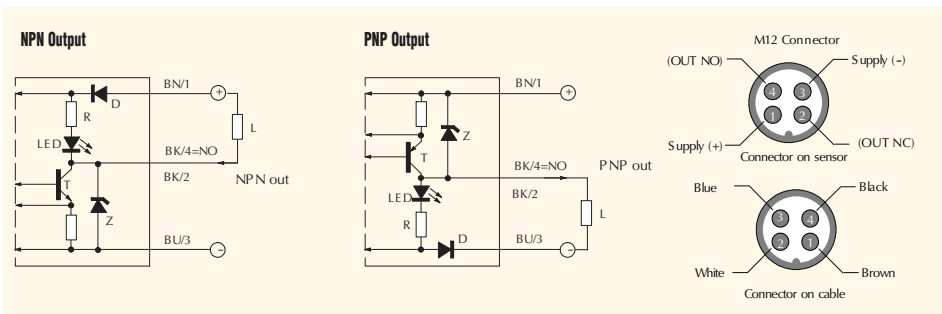 NPN Output
BN/1
+
D
R
L
LED
BK/4=NO
T
BK/2
NPN out
Z
BU/3
-
PNP Output
BN/1
+
Z
T
BK/4=NO
PNP out
BK/2
LED
L
R
D
BU/3
-
M12 Connector
(OUT NO)
Supply (-)
4
3
1
2
Supply (+)
(OUT NC)
Connector on sensor
Blue
Black
3
4
2
1
White
Brown
Connector on cable